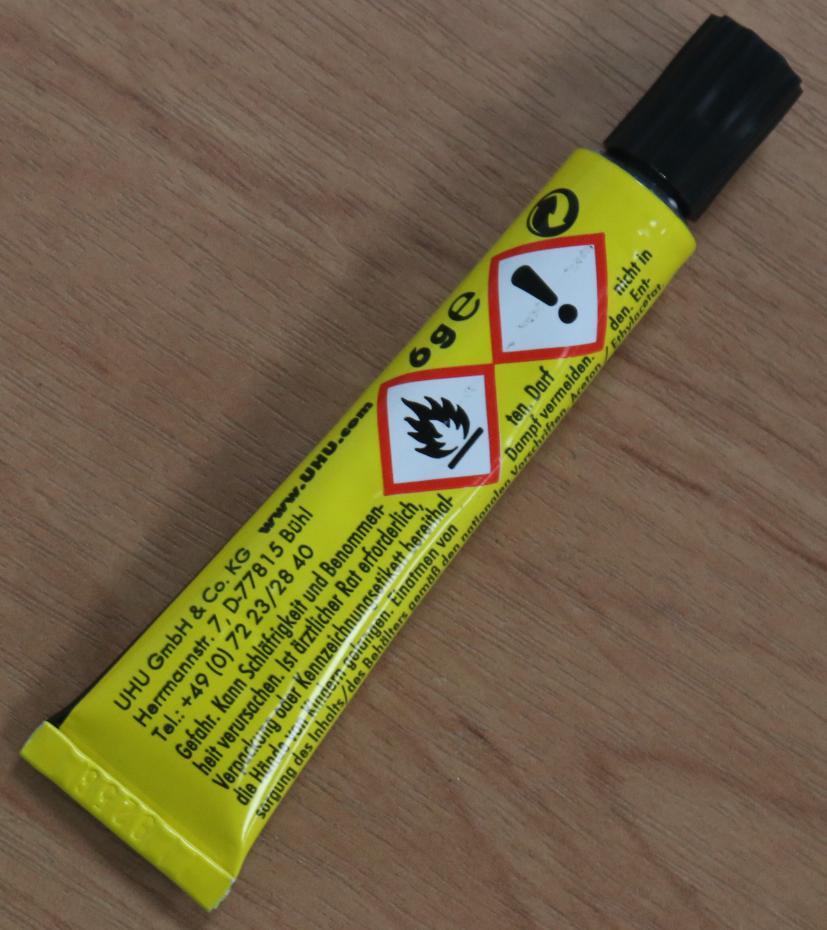 6g e
www.UHU.com
UHU GmbH & Co. KG
Herrmannstr. 7, D-77815 Bühl
Tel.: +49 (0) 72 23/28 40
Gefahr. Kann Schläfrigkeit und Benommen-
heit verursachen. Ist ärztlicher Rat erforderlich,
Verpackung oder Kennzeichnungsetikett bereithal-
ten. Darf nicht in
die Hände von Kindern gelangen. Einatmen von
Dampf vermeiden. Ent-
sorgung des Inhalts/des Behälters gemäß den nationalen Vorschriften. Aceton / Ethylacetat.